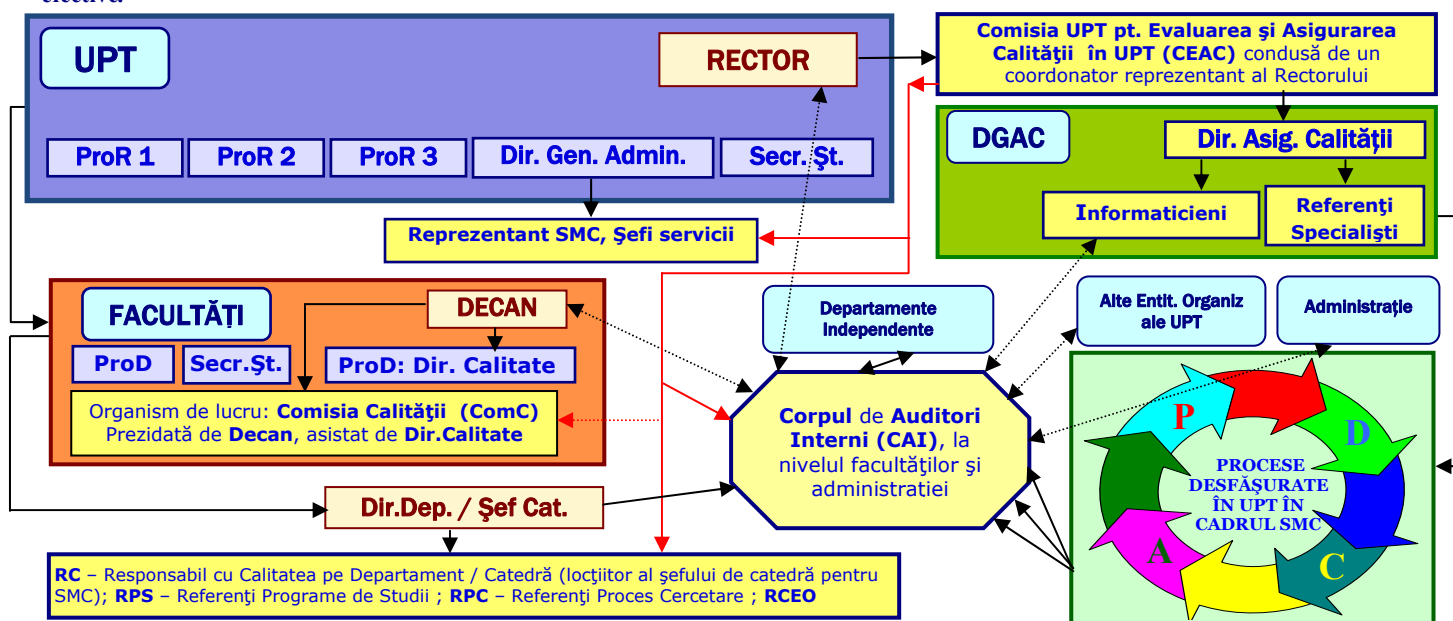 UPT
RECTOR
ProR 1
ProR 2
ProR 3
Dir. Gen. Admin.
Secr. Şt.
Comisia UPT pt. Evaluarea şi Asigurarea
Calităţii în UPT (CEAC) condusă de un
coordonator reprezentant al Rectorului
DGAC
Dir. Asig. Calităţii
Informaticieni
Referenţi
Specialişti
Reprezentant SMC, Şefi servicii
FACULTĂŢI
DECAN
ProD
Secr.Şt.
ProD: Dir. Calitate
Organism de lucru: Comisia Calităţii (ComC)
Prezidată de Decan, asistat de Dir.Calitate
Departamente
Independente
Alte Entit. Organiz
ale UPT
Administraţie
Corpul de Auditori
Interni (CAI), la
nivelul facultăţilor şi
administratiei
P
D
PROCESE
DESFĂŞURATE
ÎN UPT ÎN
CADRUL SMC
A
C
Dir.Dep. / Şef Cat.
RC – Responsabil cu Calitatea pe Departament / Catedră (locţiitor al şefului de catedră pentru
SMC); RPS – Referenţi Programe de Studii ; RPC – Referenţi Proces Cercetare ; RCEO